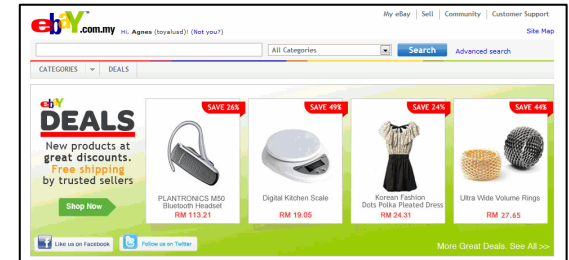 My eBay Sell Community Customer Support
ebaY.com.my Hi, Agnes (toyalusd)! (Not you?)
Site Map
All Categories Search Advanced search
CATEGORIES DEALS
ebY
DEALS
New products at
great discounts.
Free shipping
by trusted sellers
Shop Now
SAVE 26%
PLANTRONICS M50
Bluetooth Headset
RM 113.21
SAVE 49%
Digital Kitchen Scale
RM 19.05
SAVE 24%
Korean Fashion
Dots Polka Pleated Dress
RM 24.31
SAVE 44%
Ultra Wide Volume Rings
RM 27.65
Like us on Facebook
Follow us on Twitter
More Great Deals. See All >>